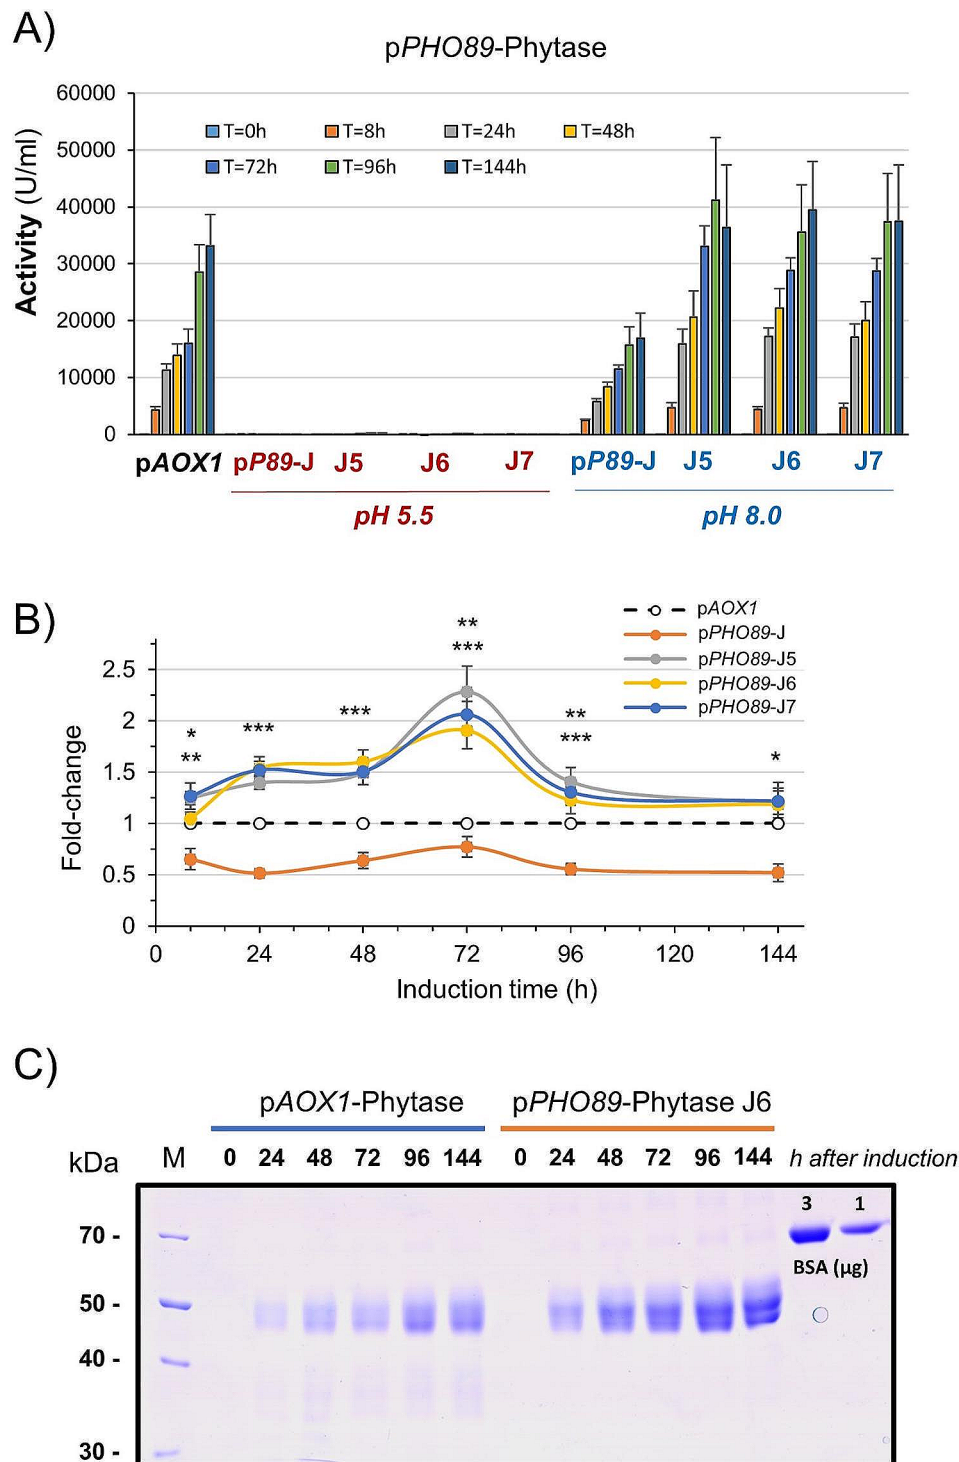 A)
pPHO89-Phytase
60000
50000
40000
30000
20000
10000
0
Activity (U/ml)
T=0h T=8h T=24h T=48h
T=72h T=96h T=144h
pAOX1 pP89-J J5 J6 J7 pP89-J J5 J6 J7
pH 5.5 pH 8.0
B)
pAOX1
pPHO89-J
pPHO89-J5
pPHO89-J6
pPHO89-J7
**
***
*
**
***
***
**
***
*
2.5
2
1.5
1
0.5
0
Fold-change
0 24 48 72 96 120 144
Induction time (h)
C)
pAOX1-Phytase pPHO89-Phytase J6
kDa M 0 24 48 72 96 144 0 24 48 72 96 144 h after induction
3 1
70 -
BSA (µg)
50 -
40 -
30 -